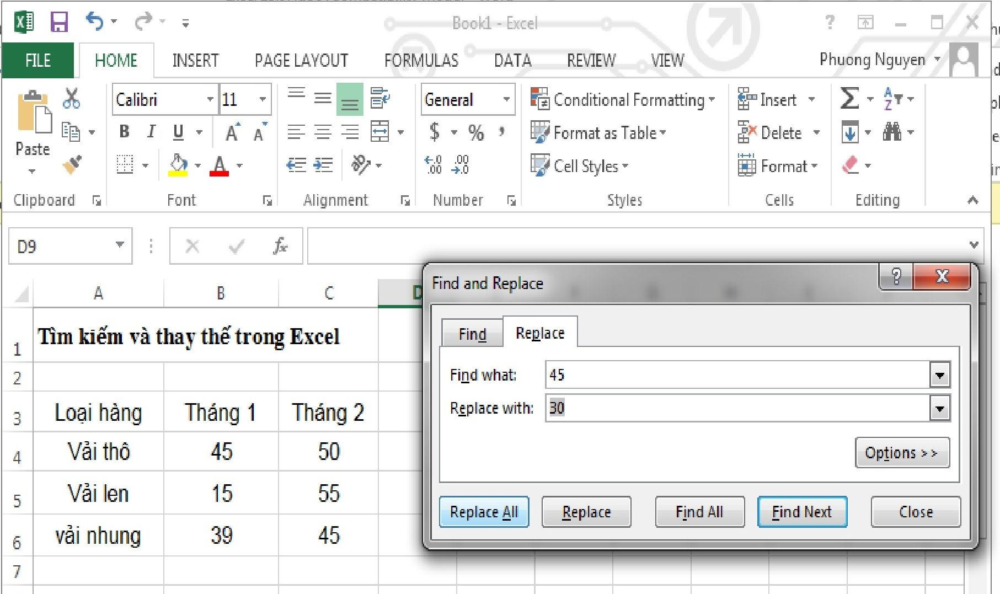 Book1 - Excel
?
FILE HOME INSERT PAGE LAYOUT FORMULAS DATA REVIEW VIEW Phuong Nguyen
Calibri 11 General Conditional Formatting Insert
Paste B I U A A $ % , Format as Table Delete
Cell Styles Format
Clipboard Font Alignment Number Styles Cells Editing
D9 fx
A B C D
1 Tìm kiếm và thay thế trong Excel
2
3 Loại hàng Tháng 1 Tháng 2
4 Vải thô 45 50
5 Vải len 15 55
6 vải nhung 39 45
7
Find and Replace
Find Replace
Find what: 45
Replace with: 30
Options >>
Replace All Replace Find All Find Next Close